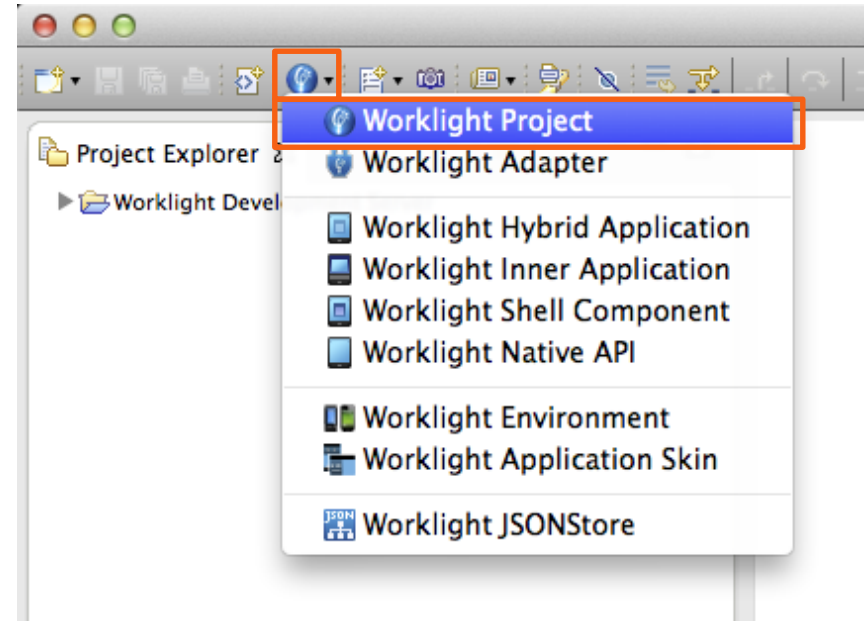 Worklight Project
Project Explorer
Worklight Adapter
Worklight Devel
Worklight Hybrid Application
Worklight Inner Application
Worklight Shell Component
Worklight Native API
Worklight Environment
Worklight Application Skin
JSON
Worklight JSONStore